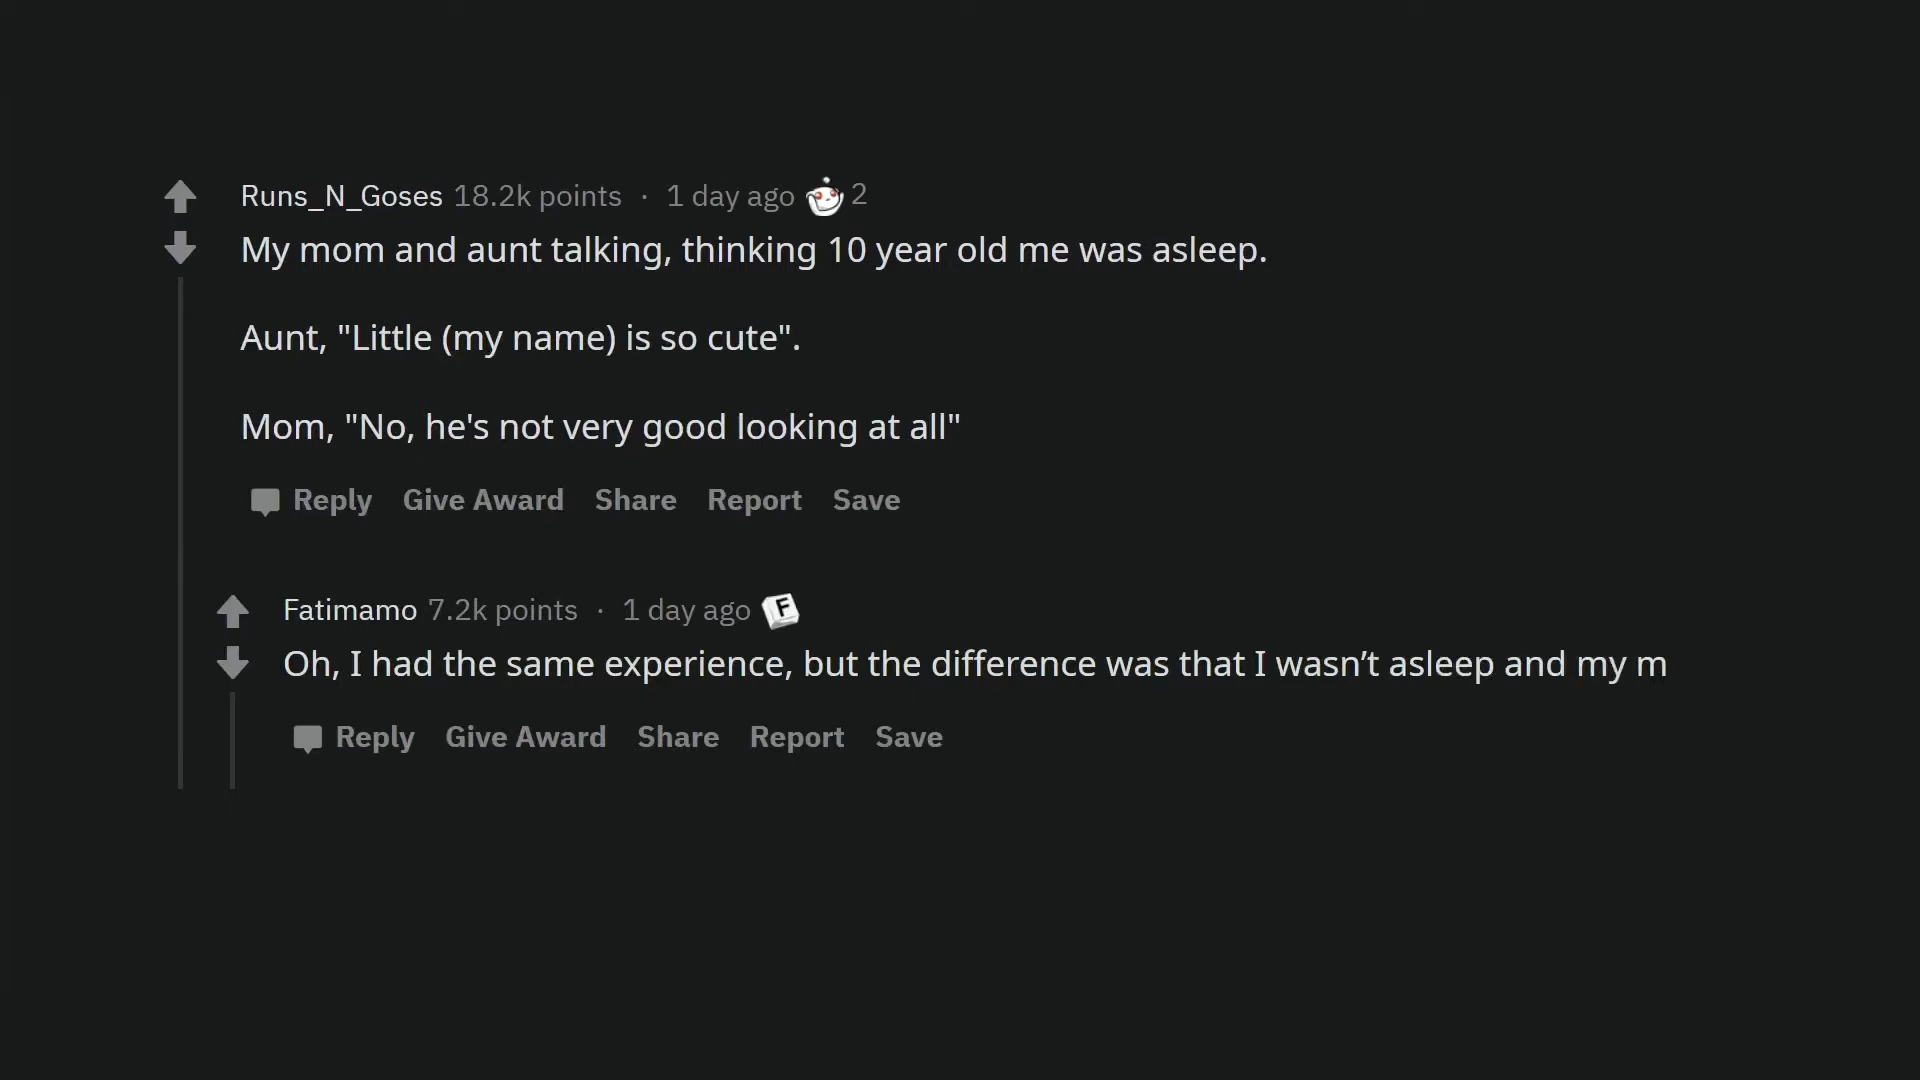 Runs_N_Goses 18.2k points · 1 day ago 2
My mom and aunt talking, thinking 10 year old me was asleep.
Aunt, "Little (my name) is so cute".
Mom, "No, he's not very good looking at all"
Reply Give Award Share Report Save
Fatimamo 7.2k points · 1 day ago F
Oh, I had the same experience, but the difference was that I wasn’t asleep and my m
Reply Give Award Share Report Save